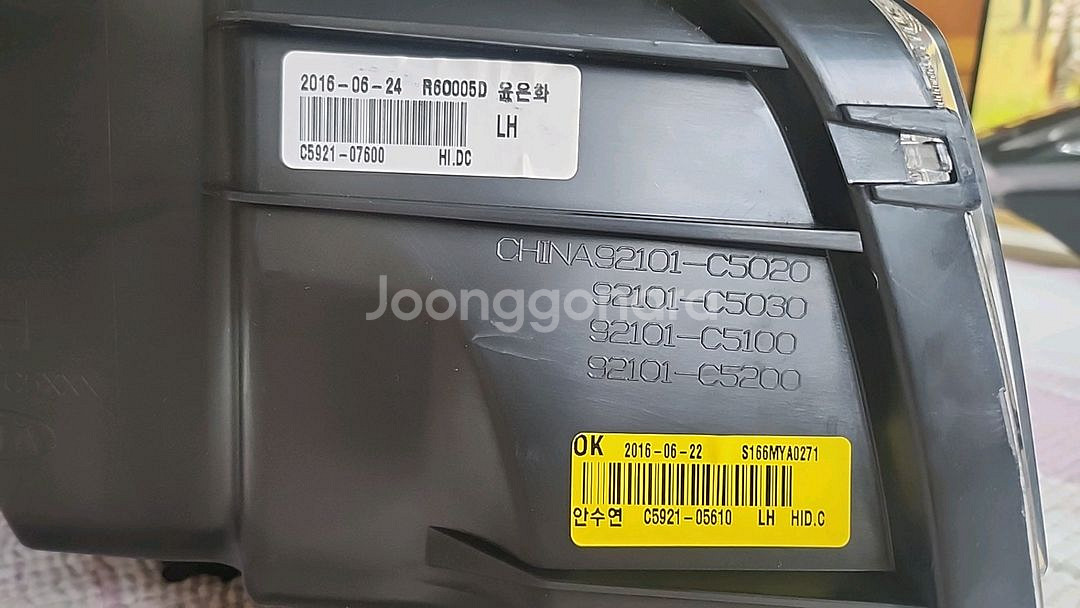 2016-06-24 R60005D 윤은화
LH
C5921-07600 HI.DC
CHINA92101-C5020
92101-C5030
Joonggonara
92101-C5100
92101-C5200
OK 2016-06-22 S166MYA0271
안수연 C5921-05610 LH HID.C